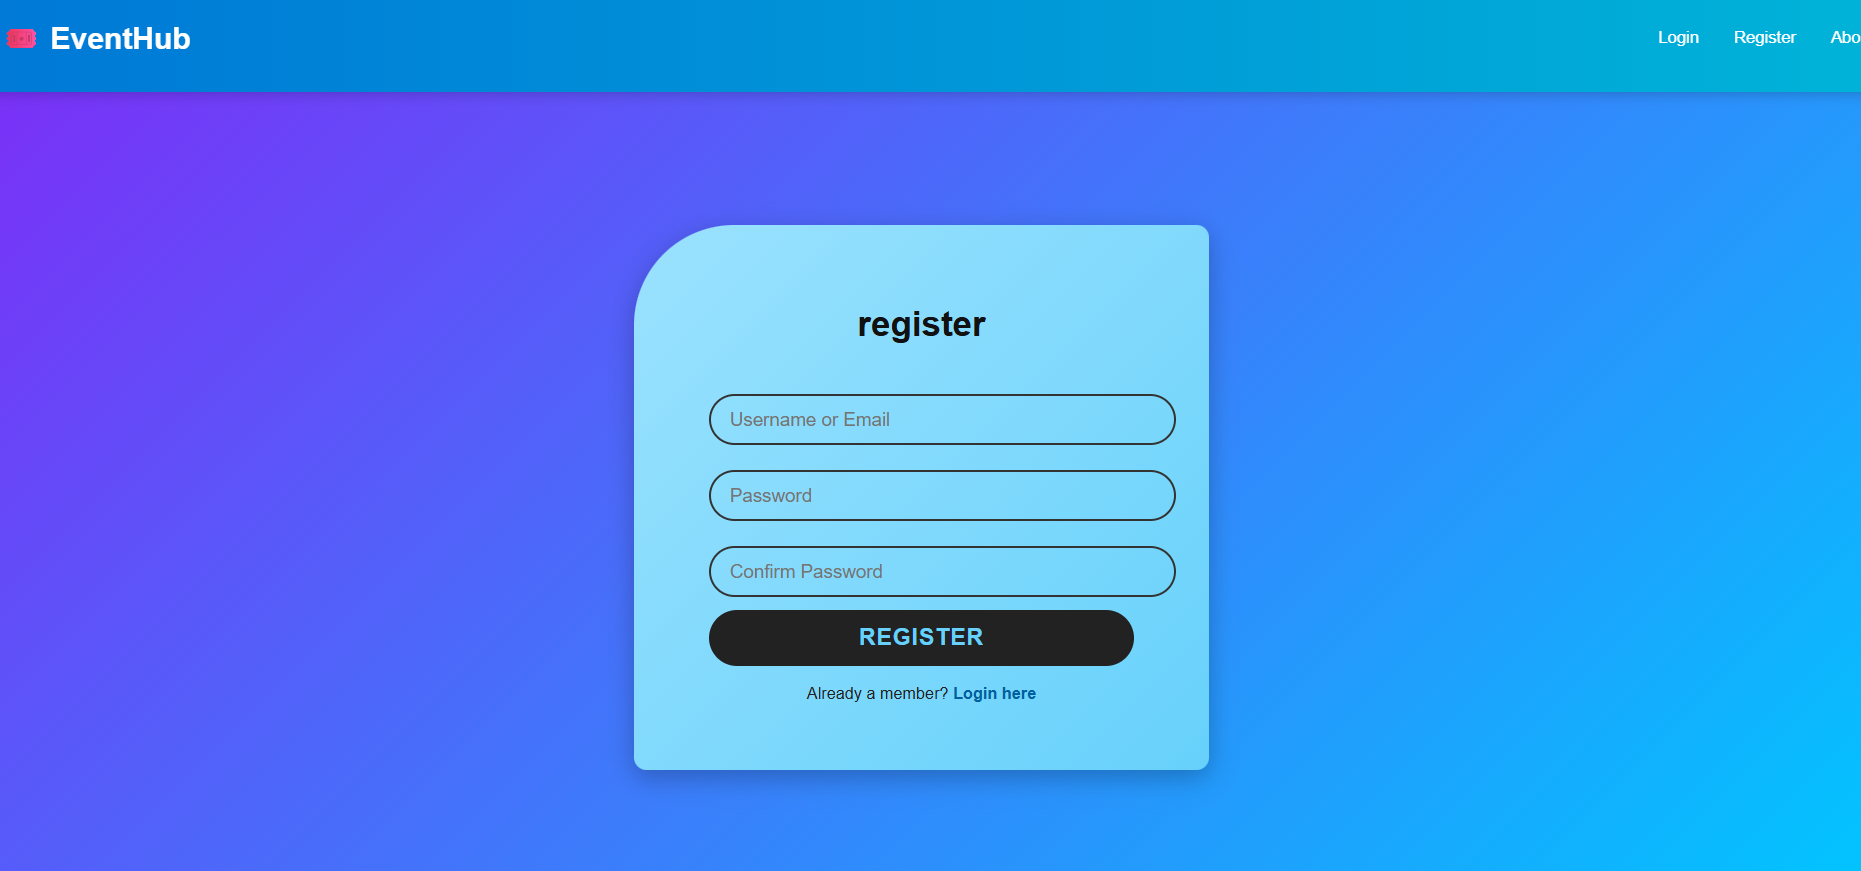 EventHub
Login Register Abo
register
Username or Email
Password
Confirm Password
REGISTER
Already a member? Login here